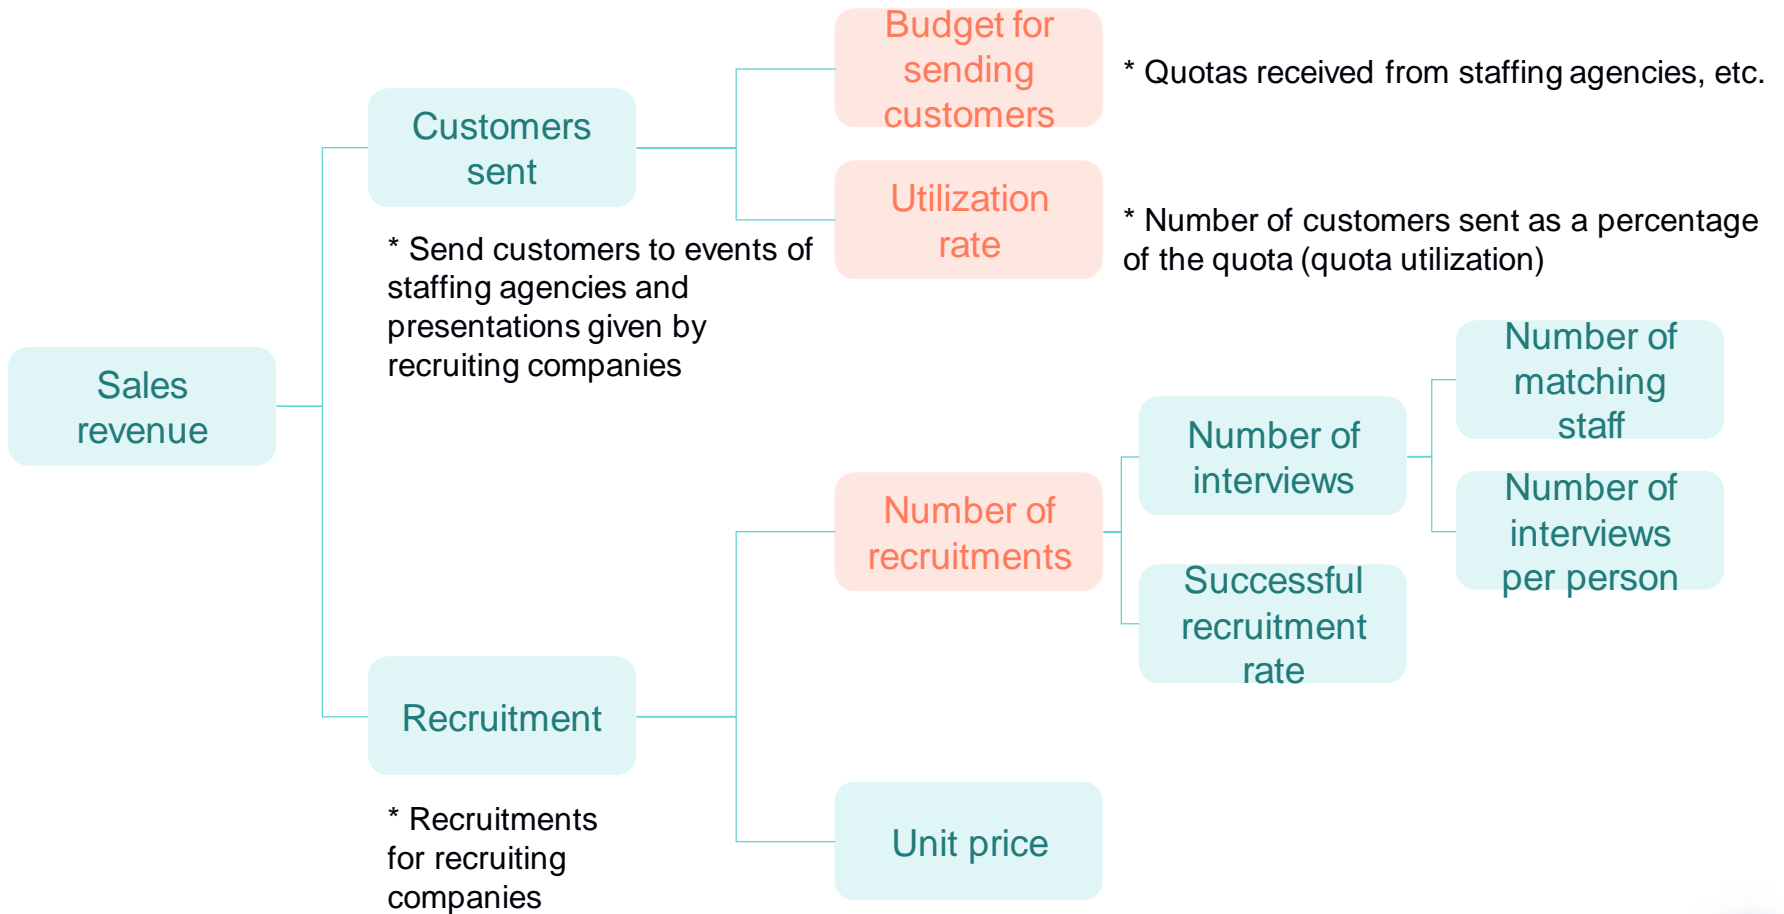 Budget for
sending
customers
* Quotas received from staffing agencies, etc.
Customers
sent
Utilization
rate
* Number of customers sent as a percentage
of the quota (quota utilization)
* Send customers to events of
staffing agencies and
presentations given by
recruiting companies
Sales
revenue
Number of
matching
staff
Number of
interviews
Number of
interviews
per person
Number of
recruitments
Successful
recruitment
rate
Recruitment
* Recruitments
for recruiting
companies
Unit price